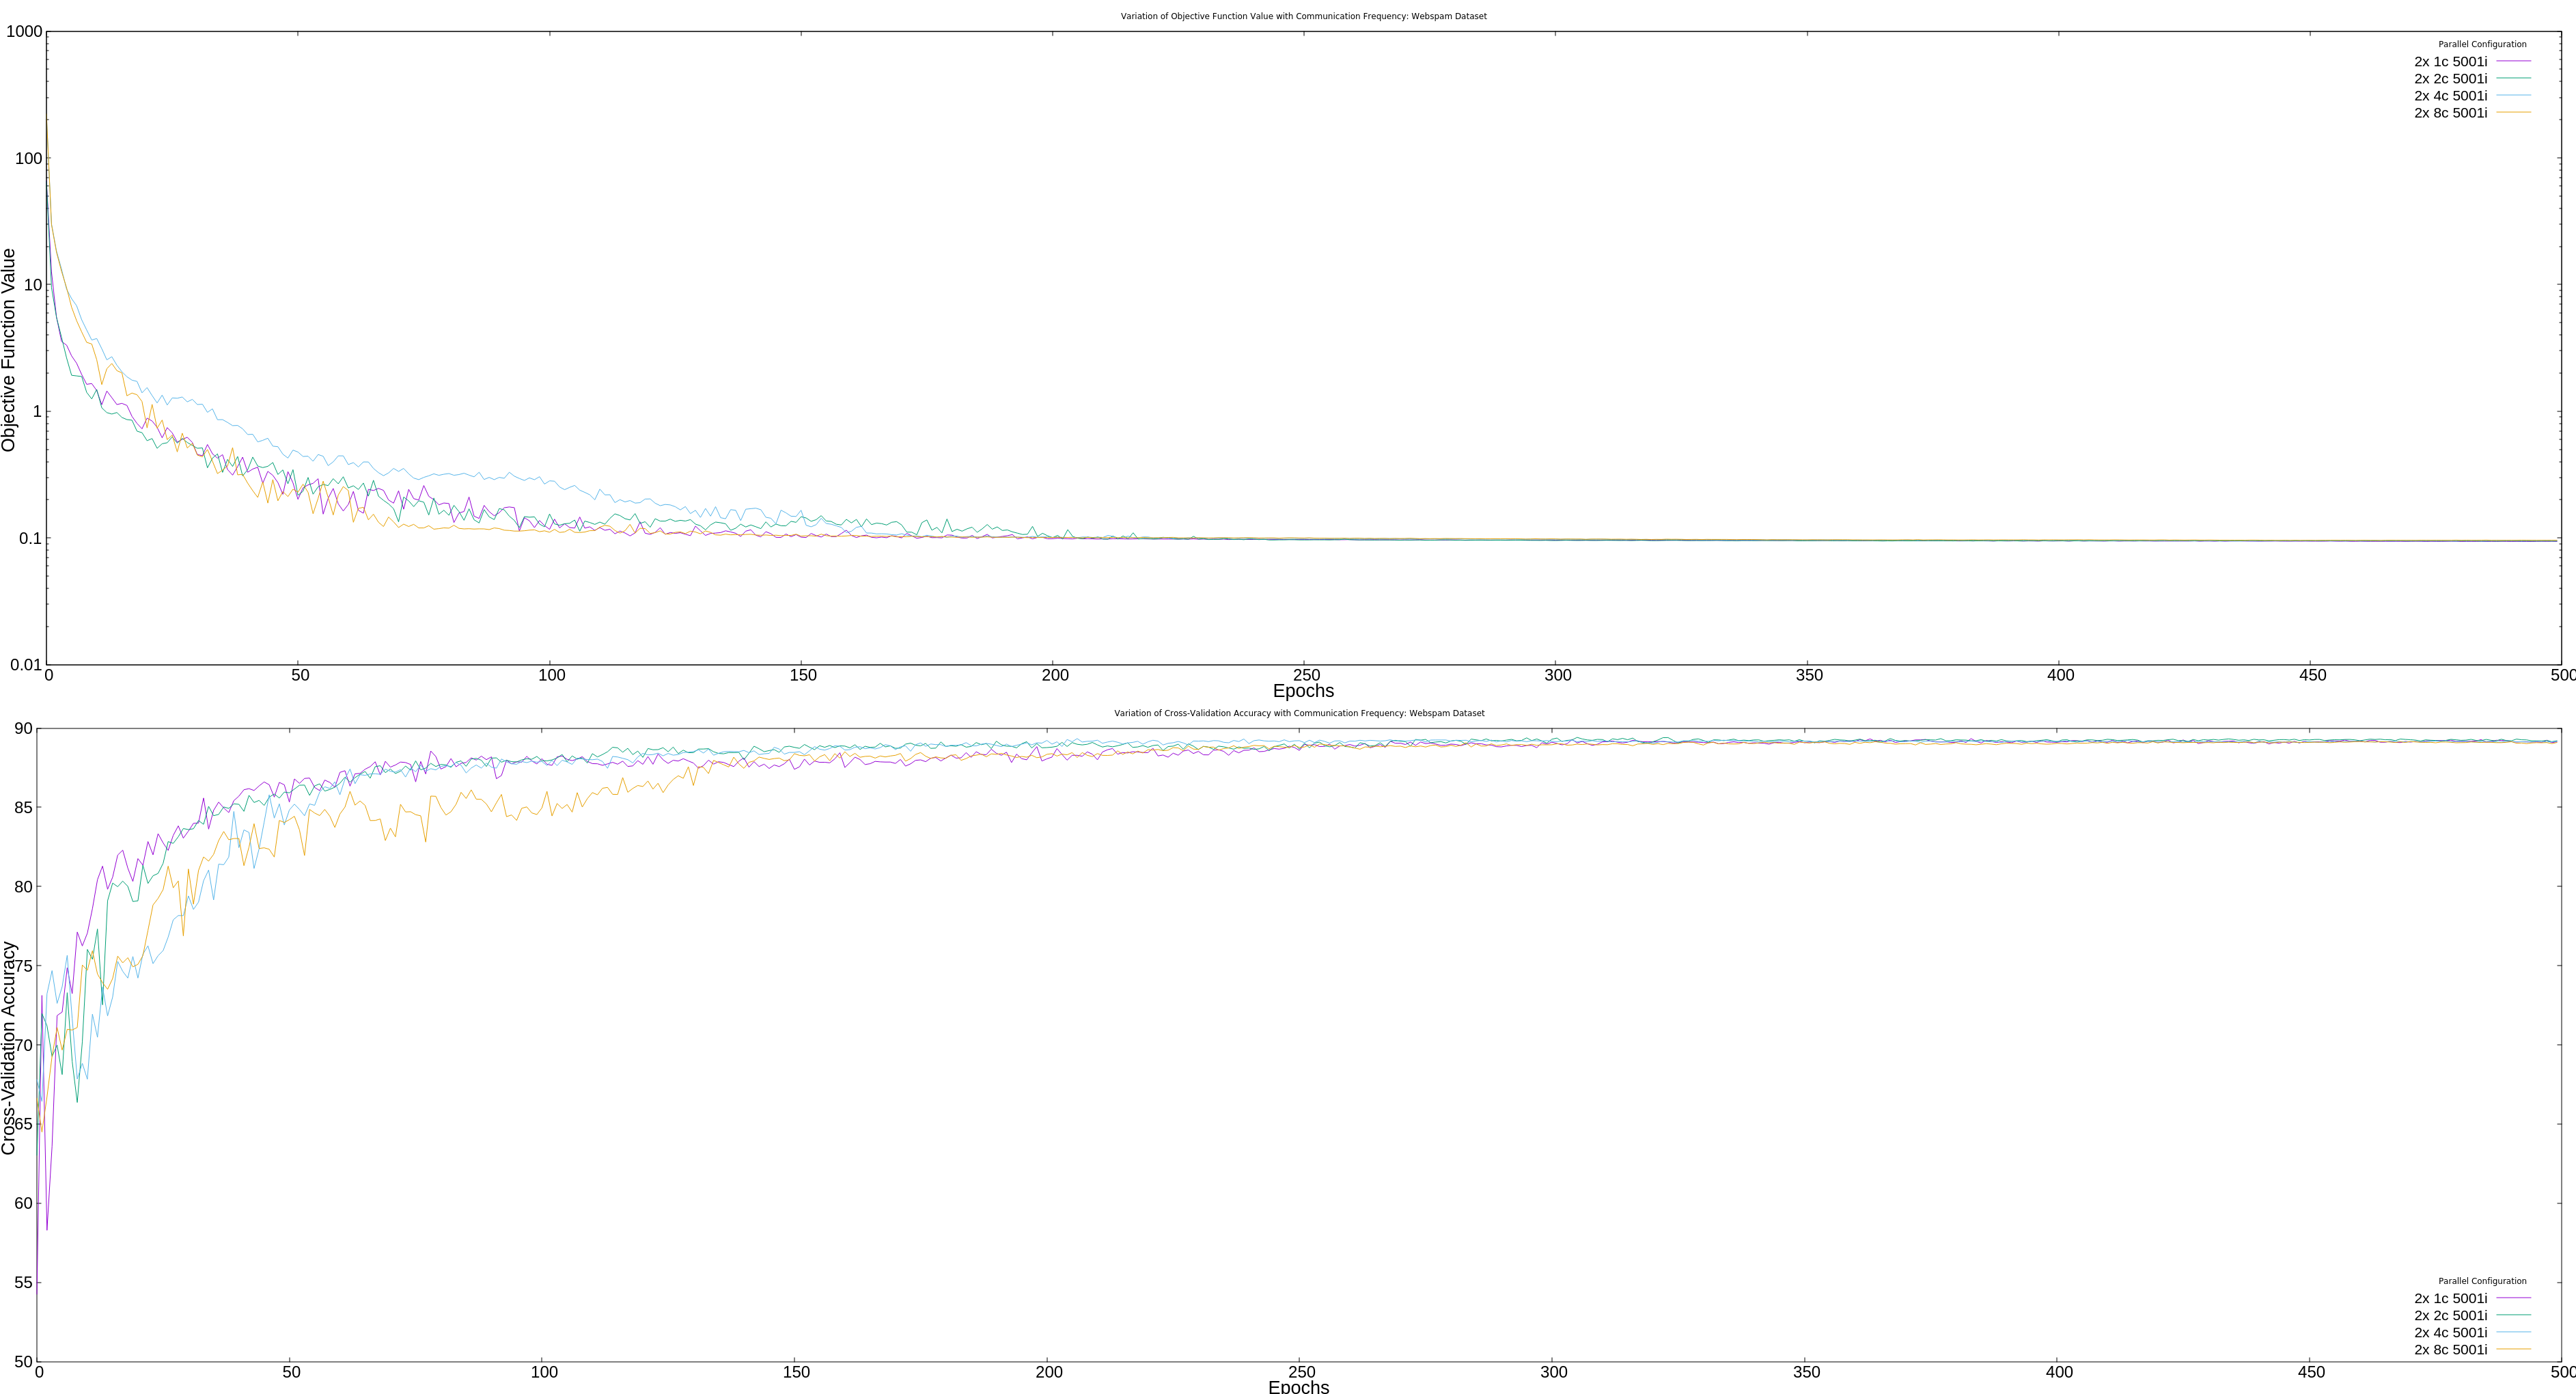 Variation of Objective Function Value with Communication Frequency: Webspam Dataset
1000
100
10
1
0.1
0.01
Objective Function Value
Parallel Configuration
2x 1c 5001i
2x 2c 5001i
2x 4c 5001i
2x 8c 5001i
0 50 100 150 200 250 300 350 400 450 500
Epochs
Variation of Cross-Validation Accuracy with Communication Frequency: Webspam Dataset
90
85
80
75
70
65
60
55
50
Cross-Validation Accuracy
Parallel Configuration
2x 1c 5001i
2x 2c 5001i
2x 4c 5001i
2x 8c 5001i
0 50 100 150 200 250 300 350 400 450 500
Epochs